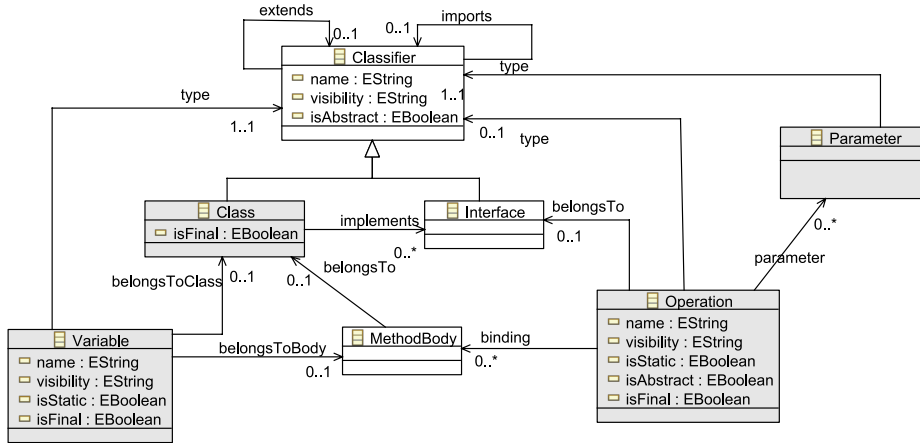 extends
imports
0..1
0..1
Classifier
name : EString
visibility : EString
isAbstract : EBoolean
type
1..1
type
1..1
0..1
type
Parameter
Class
isFinal : EBoolean
implements
0..*
Interface
belongsTo
0..1
0..*
parameter
belongsToClass
0..1
0..1
belongsTo
Operation
name : EString
visibility : EString
isStatic : EBoolean
isAbstract : EBoolean
isFinal : EBoolean
Variable
name : EString
visibility : EString
isStatic : EBoolean
isFinal : EBoolean
belongsToBody
0..1
MethodBody
binding
0..*